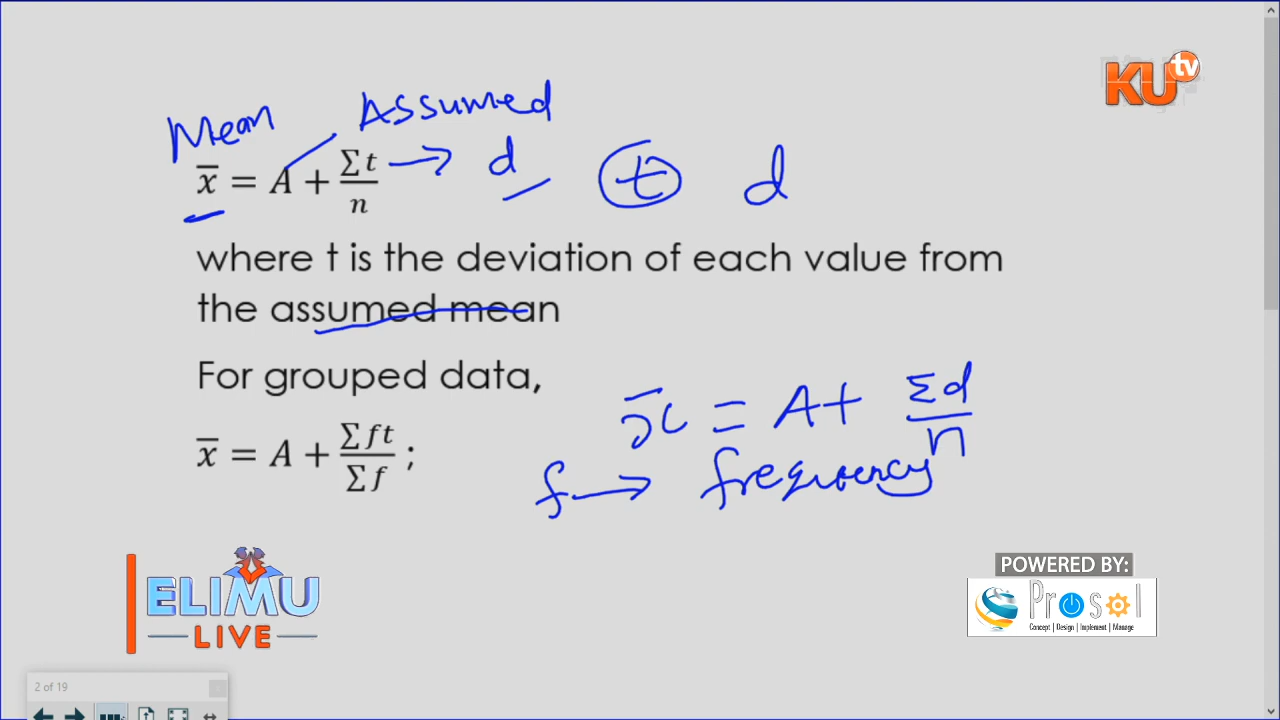 KU tv
Mean Assumed
x̄ = A + Σt/n → d t d
where t is the deviation of each value from
the assumed mean
For grouped data,
x̄ = A + Σd/n
x̄ = A + Σft/Σf ;
f → frequency
ELIMU
LIVE
POWERED BY:
Prosol
Concept | Design | Implement | Manage
2 of 19